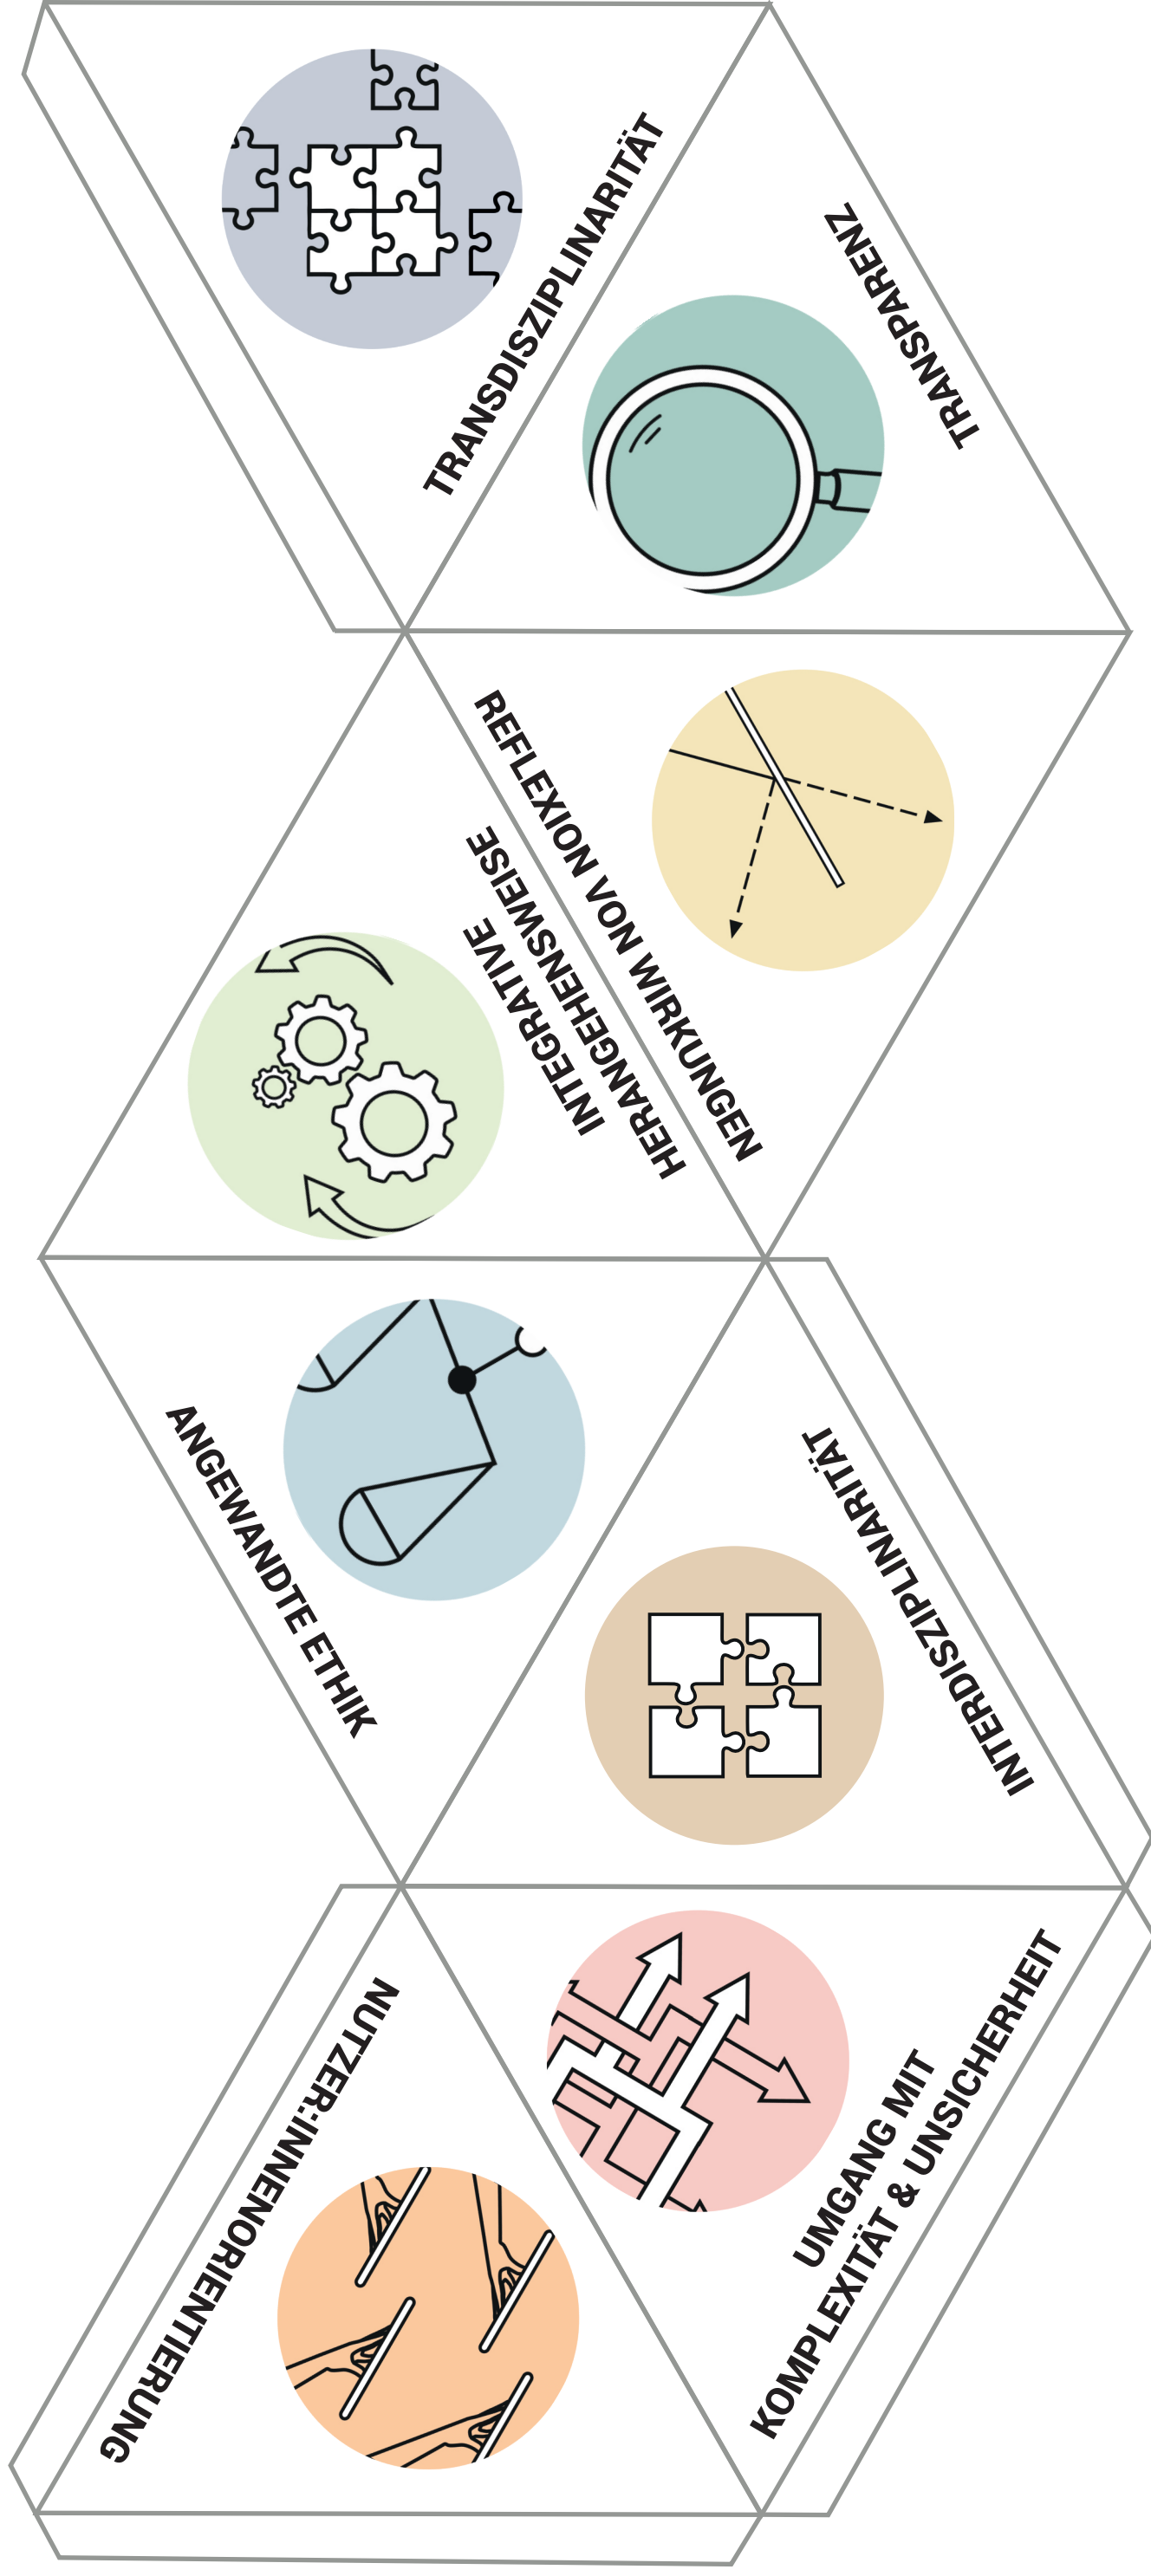 TRANSDISZIPLINARITÄT
TRANSPARENZ
REFLEXION VON WIRKUNGEN
INTEGRATIVE
HERANGEHENSWEISE
ANGEWANDTE ETHIK
INTERDISZIPLINARITÄT
NUTZER:INNENORIENTIERUNG
UMGANG MIT
KOMPLEXITÄT & UNSICHERHEIT